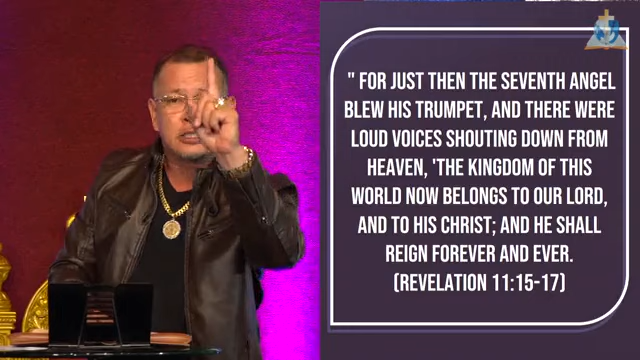 " FOR JUST THEN THE SEVENTH ANGEL
BLEW HIS TRUMPET, AND THERE WERE
LOUD VOICES SHOUTING DOWN FROM
HEAVEN, 'THE KINGDOM OF THIS
WORLD NOW BELONGS TO OUR LORD,
AND TO HIS CHRIST; AND HE SHALL
REIGN FOREVER AND EVER.
(REVELATION 11:15-17)